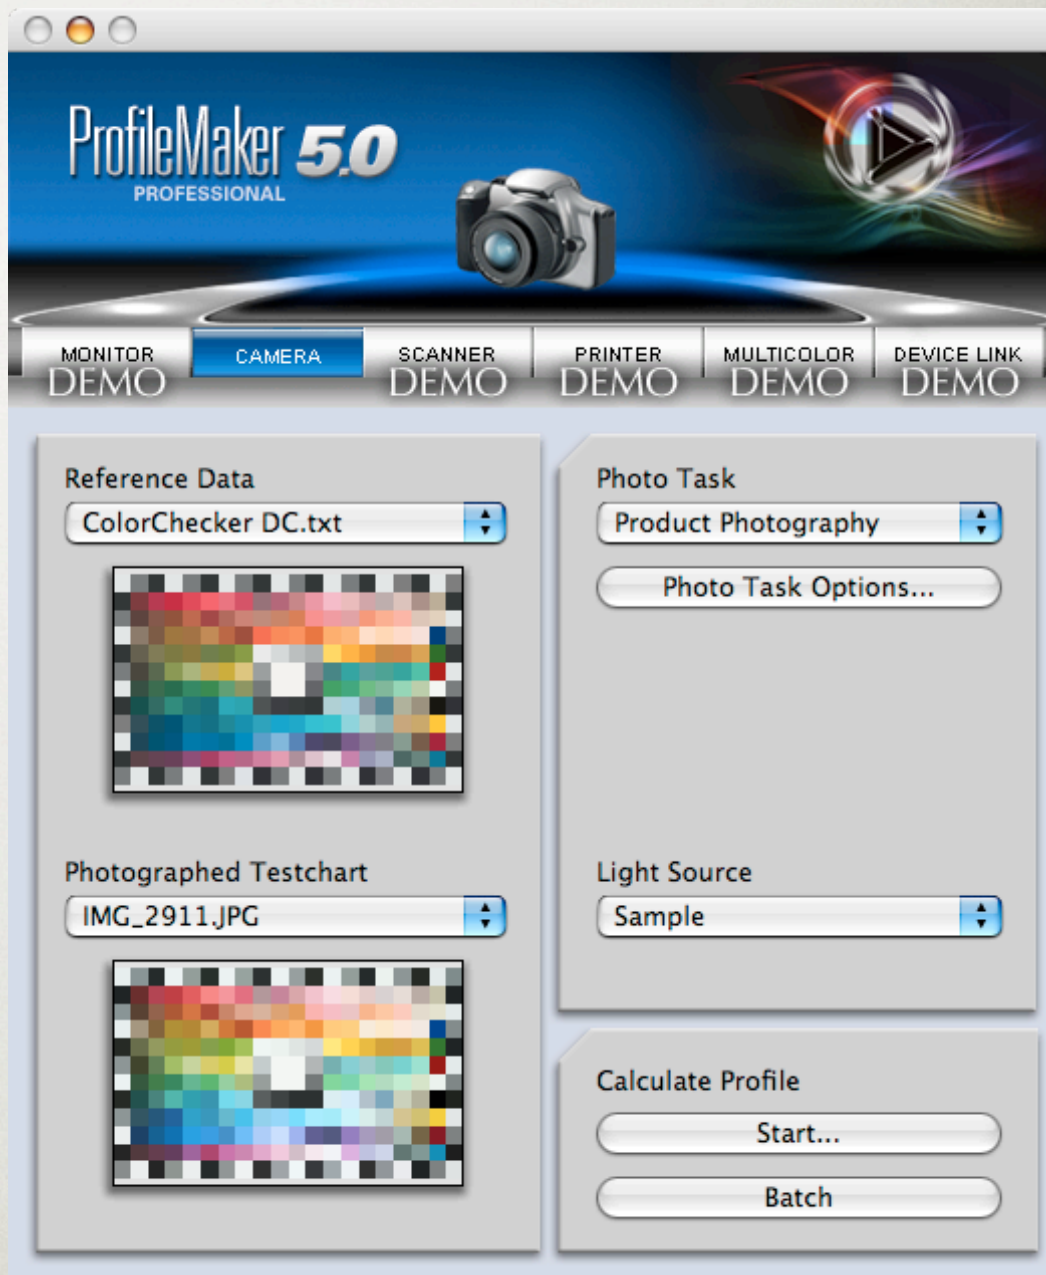 ProfileMaker 5.0
PROFESSIONAL
MONITOR CAMERA SCANNER PRINTER MULTICOLOR DEVICE LINK
DEMO DEMO DEMO DEMO DEMO
Reference Data
ColorChecker DC.txt
Photographed Testchart
IMG_2911.JPG
Photo Task
Product Photography
Photo Task Options...
Light Source
Sample
Calculate Profile
Start...
Batch